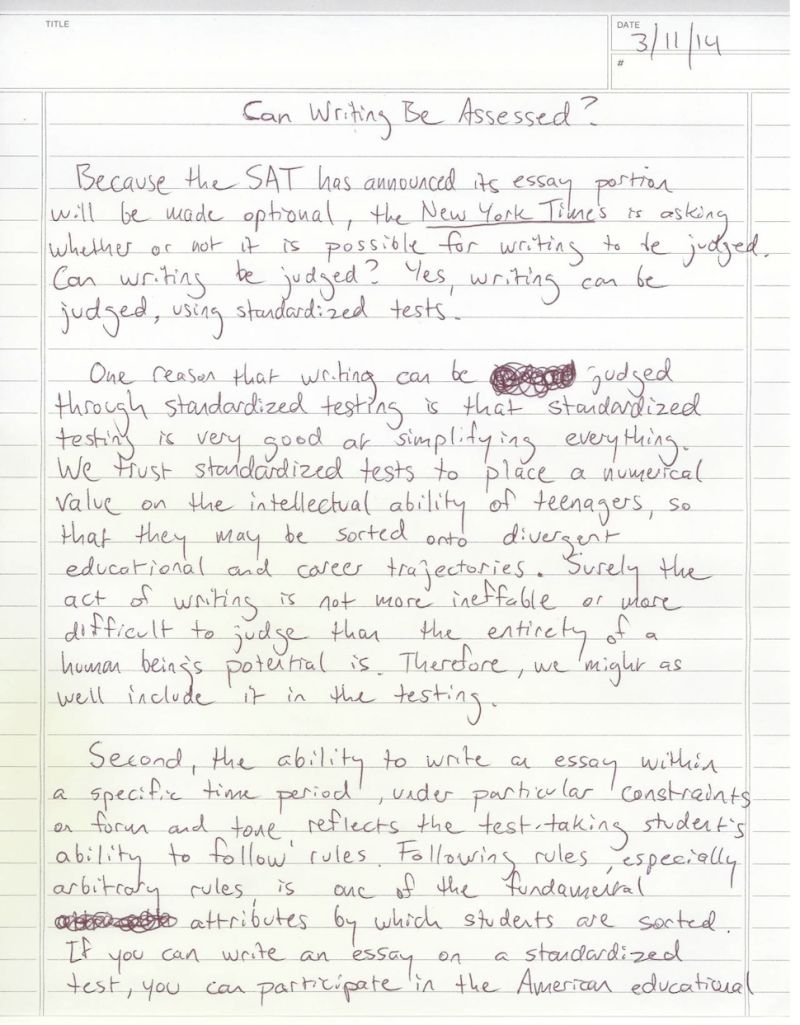 TITLE
DATE
3/11/14
#
Can Writing Be Assessed?
Because the SAT has announced its essay portion
will be made optional, the New York Times is asking
whether or not it is possible for writing to be judged.
Can writing be judged? Yes, writing can be
judged, using standardized tests.
One reason that writing can be judged
through standardized testing is that standardized
testing is very good at simplifying everything.
We trust standardized tests to place a numerical
value on the intellectual ability of teenagers, so
that they may be sorted onto divergent
educational and career trajectories. Surely the
act of writing is not more ineffable or more
difficult to judge than the entirety of a
human being's potential is. Therefore, we might as
well include it in the testing.
Second, the ability to write an essay within
a specific time period, under particular constraints
on form and tone reflects the test-taking student's
ability to follow rules. Following rules, especially
arbitrary rules, is one of the fundamental
attributes by which students are sorted.
If you can write an essay on a standardized
test, you can participate in the American educational